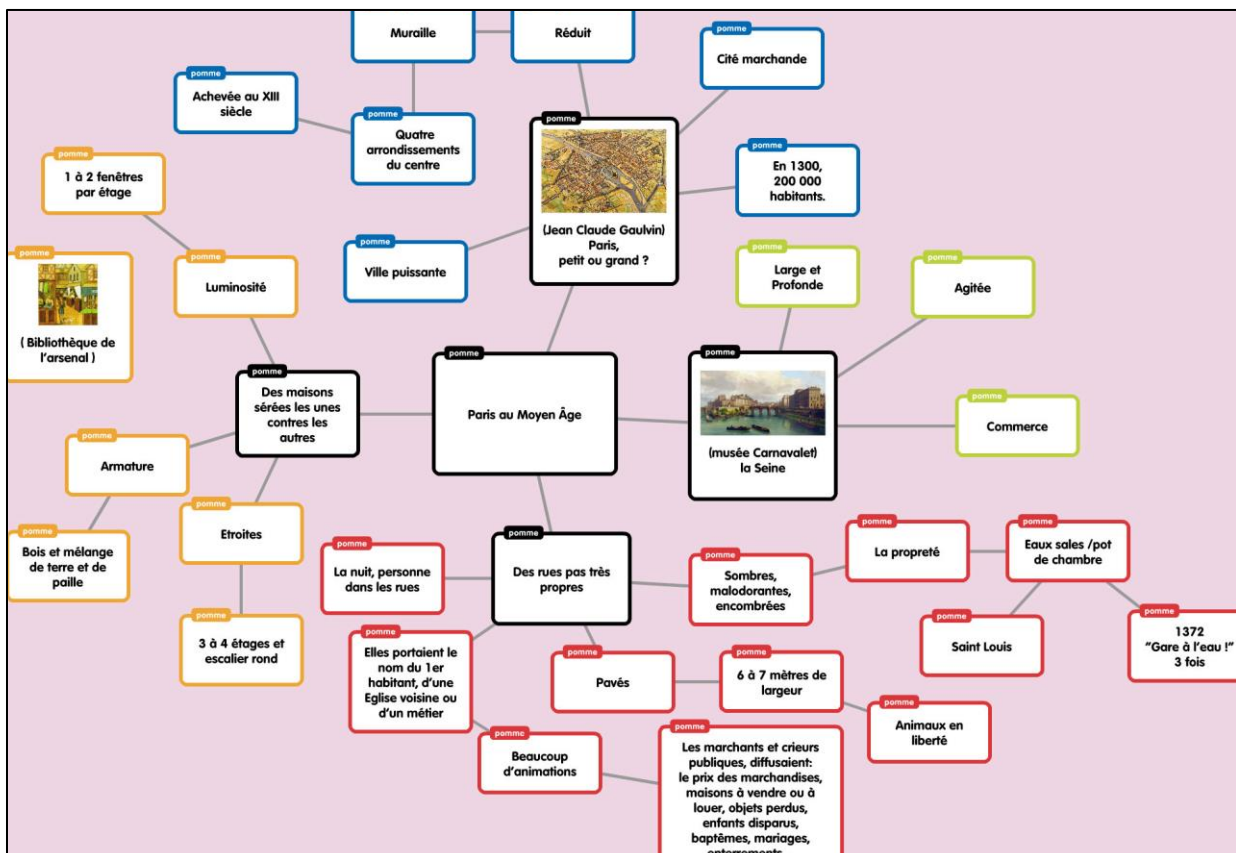 Muraille
pomme
Réduit
pomme
Cité marchande
pomme
Achevée au XIII
siècle
pomme
Quatre
arrondissements
du centre
pomme
(Jean Claude Gaulvin)
Paris,
petit ou grand ?
pomme
En 1300,
200 000
habitants.
pomme
1 à 2 fenêtres
par étage
pomme
Ville puissante
pomme
Large et
Profonde
pomme
Agitée
pomme
Luminosité
pomme
( Bibliothèque de
l'arsenal )
pomme
Des maisons
sérées les unes
contres les
autres
pomme
Paris au Moyen Âge
pomme
(musée Carnavalet)
la Seine
pomme
Commerce
pomme
Armature
pomme
Etroites
pomme
Bois et mélange
de terre et de
paille
pomme
3 à 4 étages et
escalier rond
pomme
La nuit, personne
dans les rues
pomme
Des rues pas très
propres
pomme
Sombres,
malodorantes,
encombrées
pomme
La propreté
pomme
Eaux sales /pot
de chambre
pomme
Saint Louis
pomme
1372
"Gare à l'eau !"
3 fois
pomme
Elles portaient le
nom du 1er
habitant, d'une
Eglise voisine ou
d'un métier
pomme
Pavés
pomme
6 à 7 mètres de
largeur
pomme
Animaux en
liberté
pomme
Beaucoup
d'animations
pomme
Les marchants et crieurs
publiques, diffusaient:
le prix des marchandises,
maisons à vendre ou à
louer, objets perdus,
enfants disparus,
baptêmes, mariages,
enterrements